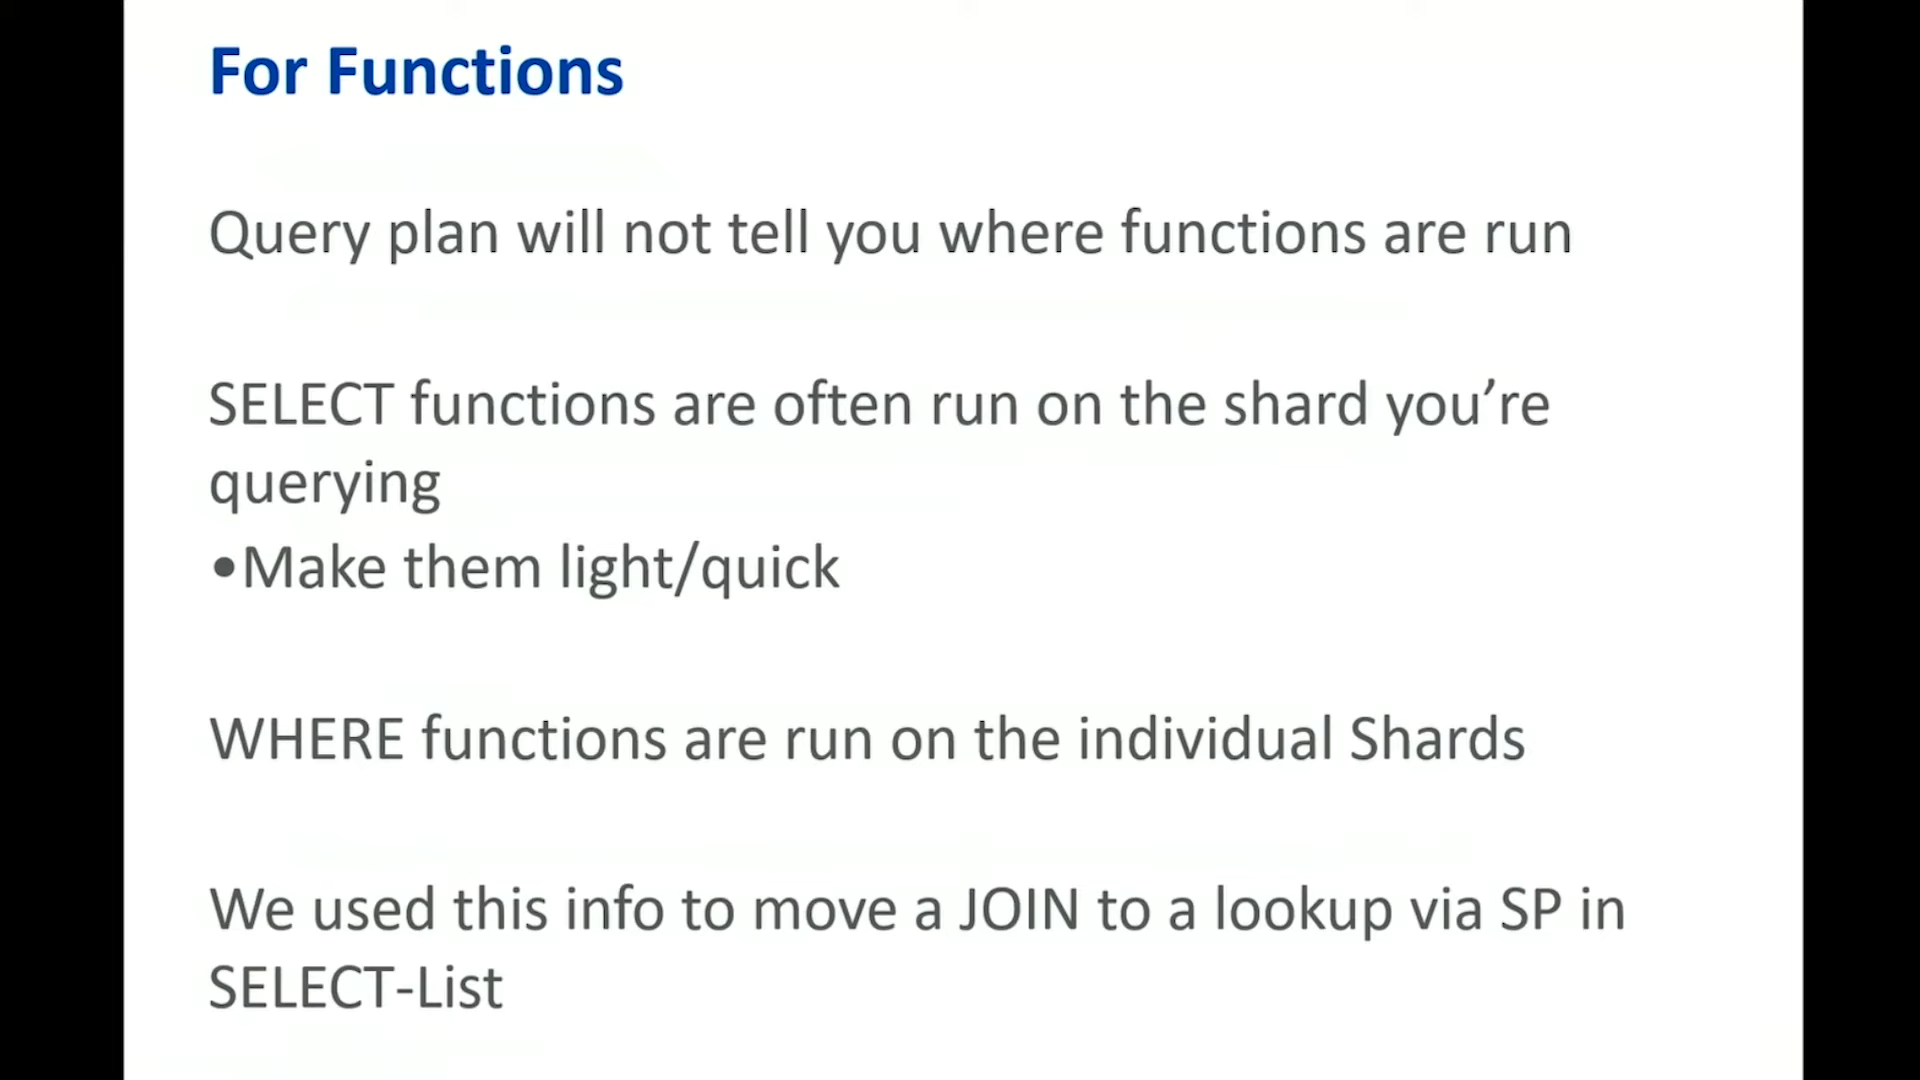 For Functions
Query plan will not tell you where functions are run
SELECT functions are often run on the shard you’re
querying
•Make them light/quick
WHERE functions are run on the individual Shards
We used this info to move a JOIN to a lookup via SP in
SELECT-List